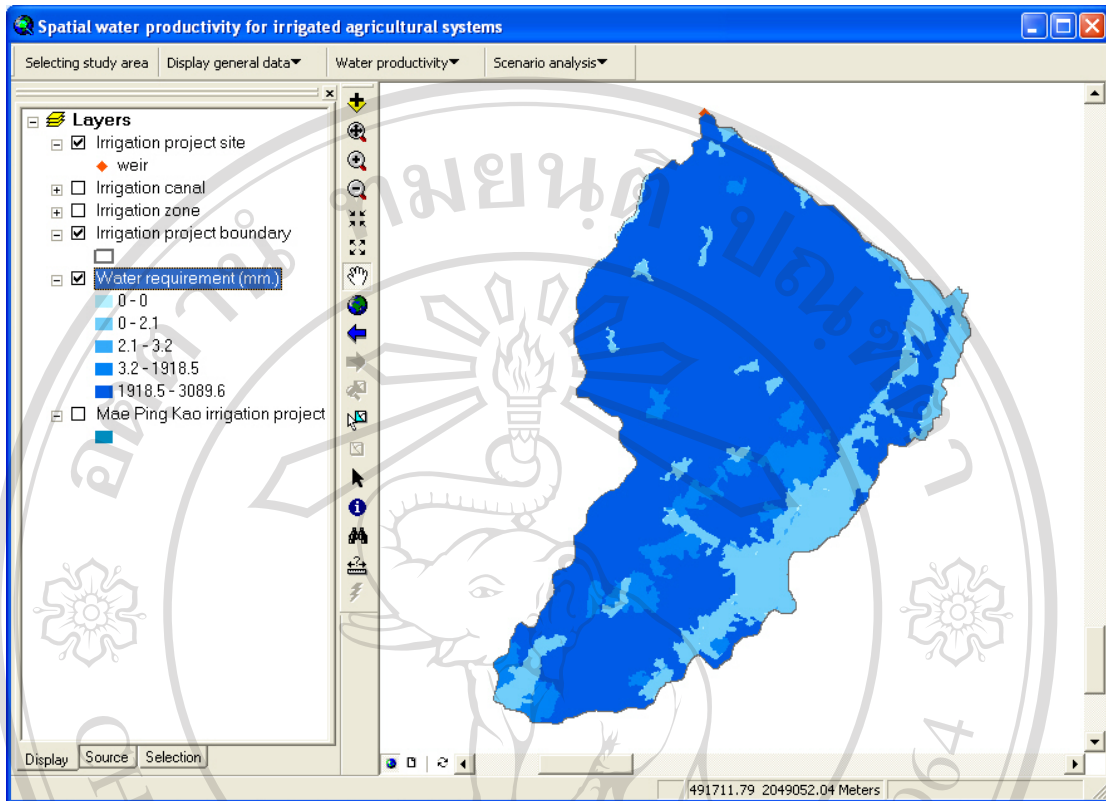 Spatial water productivity for irrigated agricultural systems
Selecting study area Display general data▼ Water productivity▼ Scenario analysis▼
Layers
Irrigation project site
weir
Irrigation canal
Irrigation zone
Irrigation project boundary
Water requirement (mm.)
0 - 0
0 - 2.1
2.1 - 3.2
3.2 - 1918.5
1918.5 - 3089.6
Mae Ping Kao irrigation project
Display Source Selection
491711.79 2049052.04 Meters
964